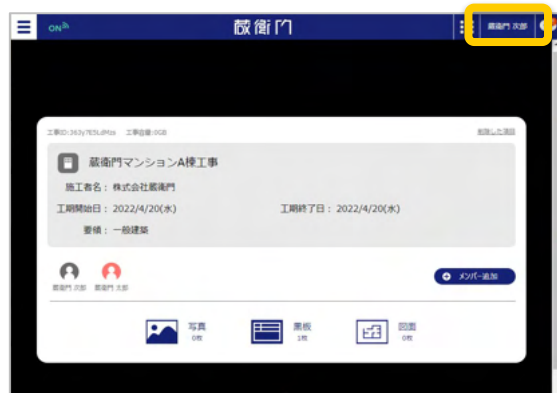 ON
蔵衛門
蔵衛門 次郎
工事ID:363y7E5LdMza 工事容量:0GB
削除した項目
蔵衛門マンションA棟工事
施工者名： 株式会社蔵衛門
工期開始日： 2022/4/20(水)
工期終了日： 2022/4/20(水)
要領： 一般建築
蔵衛門 次郎
蔵衛門 太郎
メンバー追加
写真
0枚
黒板
1枚
図面
0枚